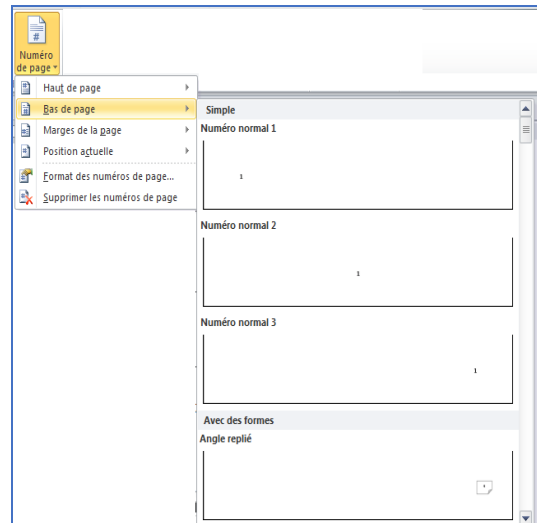 #
Numéro
de page
Haut de page
Bas de page
Marges de la page
Position actuelle
Format des numéros de page...
Supprimer les numéros de page
Simple
Numéro normal 1
1
Numéro normal 2
1
Numéro normal 3
1
Avec des formes
Angle replié